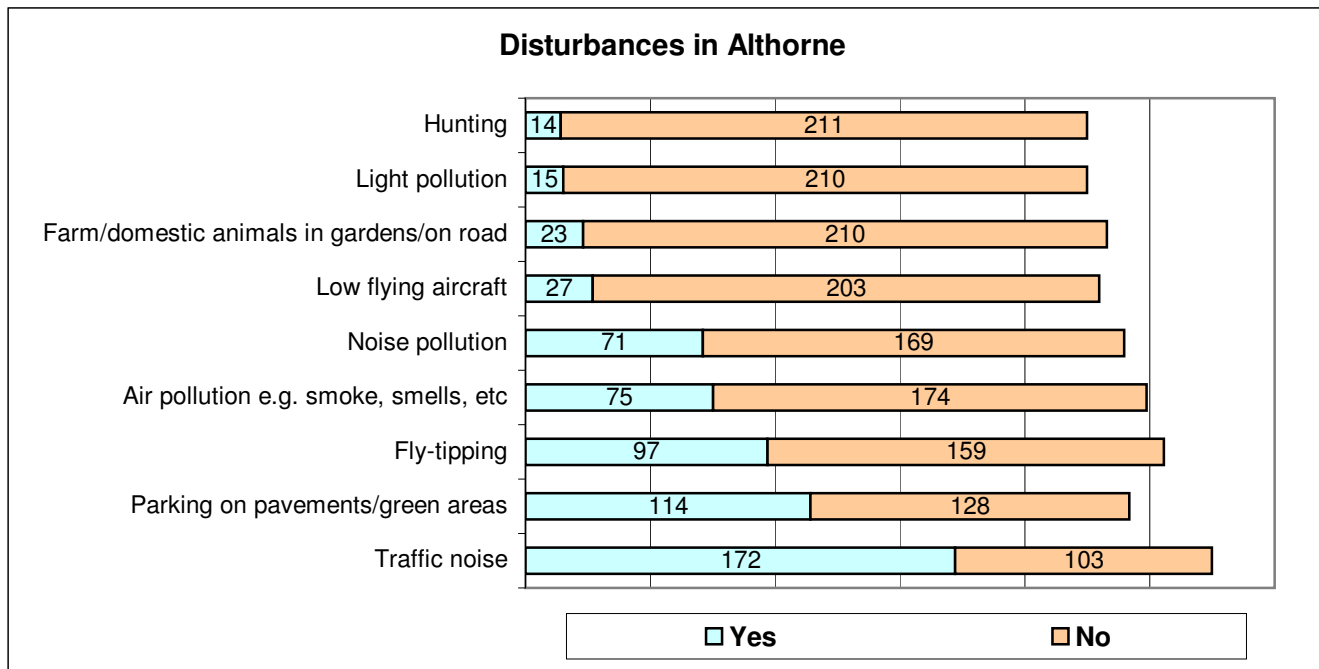 Disturbances in Althorne
Hunting 14 211
Light pollution 15 210
Farm/domestic animals in gardens/on road 23 210
Low flying aircraft 27 203
Noise pollution 71 169
Air pollution e.g. smoke, smells, etc 75 174
Fly-tipping 97 159
Parking on pavements/green areas 114 128
Traffic noise 172 103
Yes No